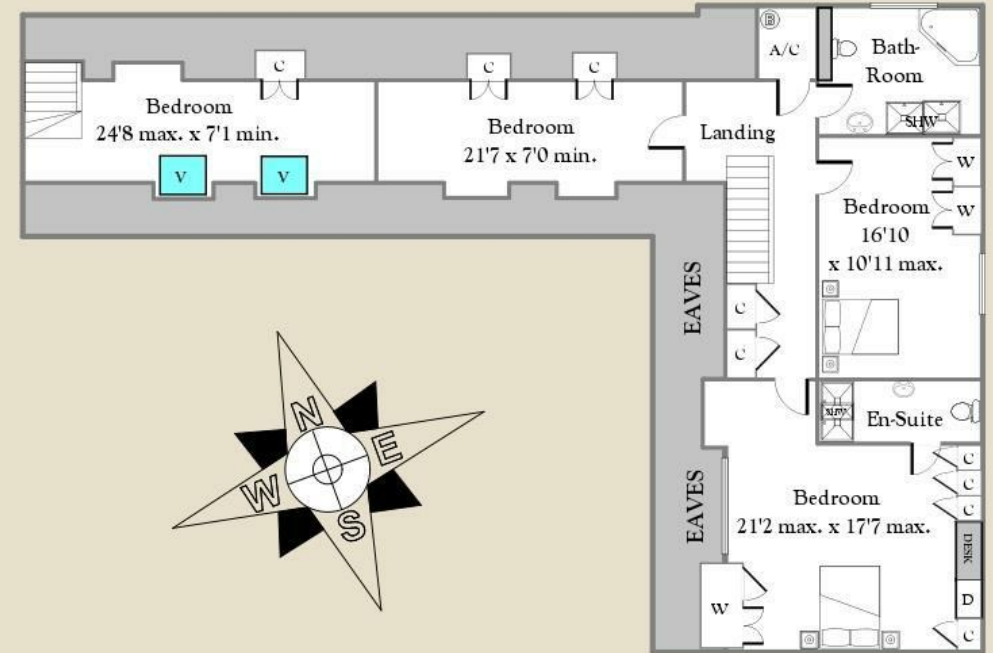 B
A/C
Bath-
Room
SHW
C
C
C
Bedroom
24'8 max. x 7'1 min.
Bedroom
21'7 x 7'0 min.
Landing
V
V
W
W
Bedroom
16'10
x 10'11 max.
EAVES
C
C
N
E
W
S
SHW
En-Suite
EAVES
C
C
C
Bedroom
21'2 max. x 17'7 max.
DESK
D
W
C